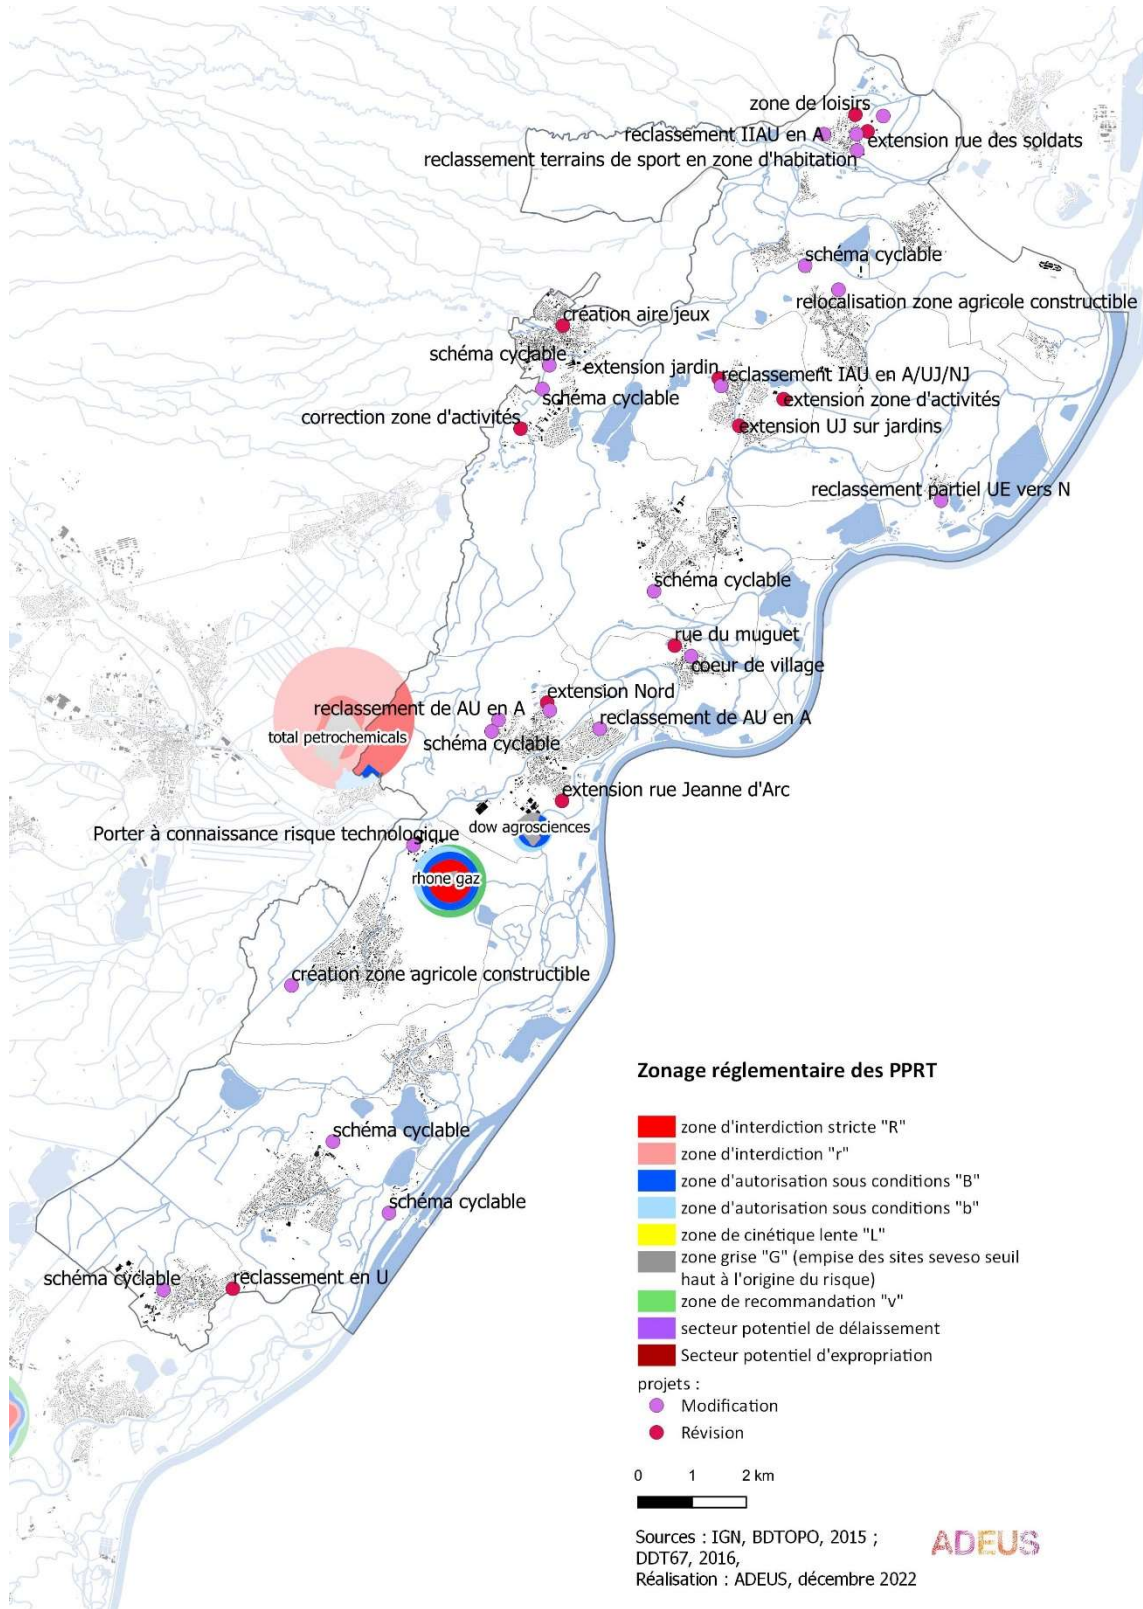 zone de loisirs
reclassement IIAU en A
extension rue des soldats
reclassement terrains de sport en zone d'habitation
schéma cyclable
relocalisation zone agricole constructible
création aire jeux
schéma cyclable
extension jardin
reclassement IAU en A/UJ/NJ
schéma cyclable
extension zone d'activités
correction zone d'activités
extension UJ sur jardins
reclassement partiel UE vers N
schéma cyclable
rue du muguet
coeur de village
extension Nord
reclassement de AU en A
reclassement de AU en A
total petrochemicals
schéma cyclable
extension rue Jeanne d'Arc
dow agrosciences
Porter à connaissance risque technologique
rhone gaz
création zone agricole constructible
schéma cyclable
schéma cyclable
schéma cyclable
reclassement en U
Zonage réglementaire des PPRT
zone d'interdiction stricte "R"
zone d'interdiction "r"
zone d'autorisation sous conditions "B"
zone d'autorisation sous conditions "b"
zone de cinétique lente "L"
zone grise "G" (empise des sites seveso seuil
haut à l'origine du risque)
zone de recommandation "v"
secteur potentiel de délaissement
Secteur potentiel d'expropriation
projets :
Modification
Révision
0 1 2 km
Sources : IGN, BDTOPO, 2015 ;
DDT67, 2016,
Réalisation : ADEUS, décembre 2022
ADEUS